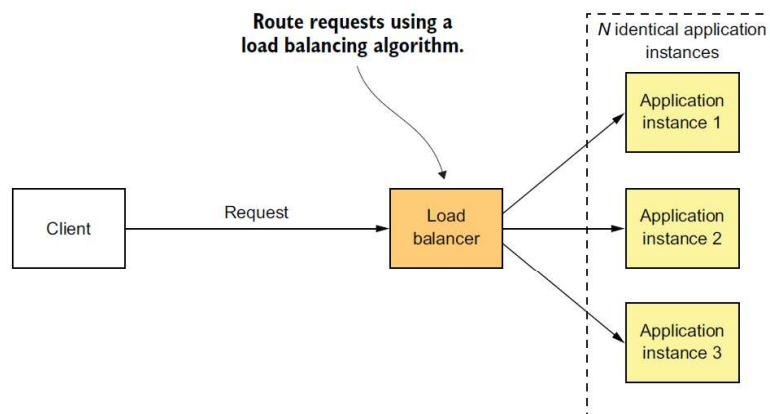 Route requests using a
load balancing algorithm.
N identical application
instances
Application
instance 1
Client
Request
Load
balancer
Application
instance 2
Application
instance 3